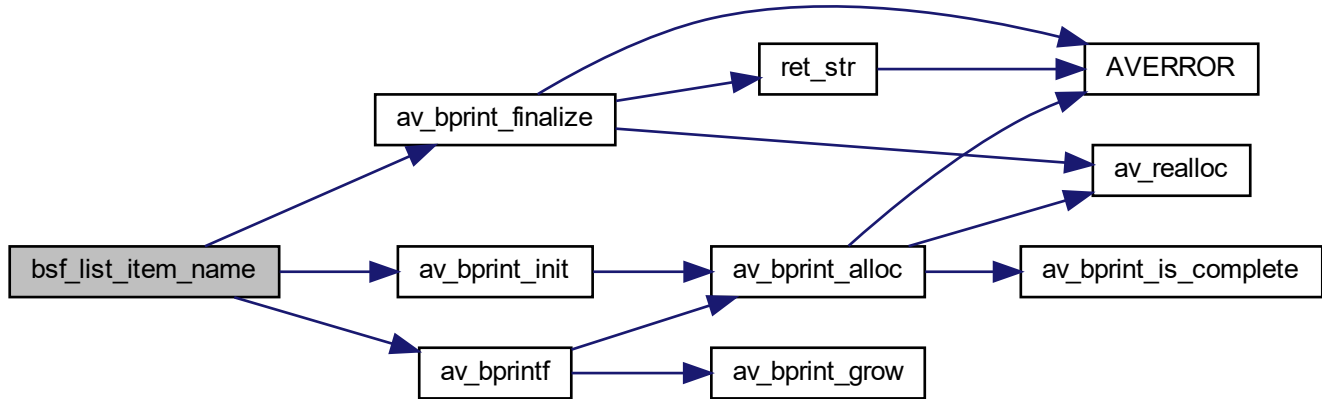 bsf_list_item_name
av_bprint_finalize
av_bprint_init
av_bprintf
ret_str
av_bprint_alloc
av_bprint_grow
AVERROR
av_realloc
av_bprint_is_complete